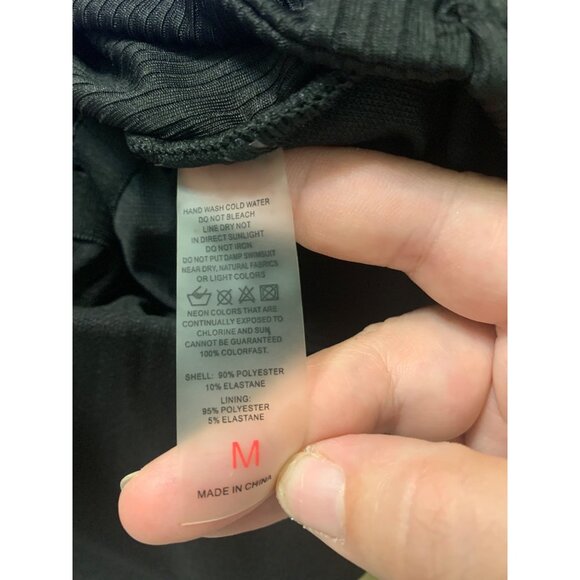 HAND WASH COLD WATER
DO NOT BLEACH
LINE DRY NOT
IN DIRECT SUNLIGHT
DO NOT IRON
DO NOT PUT DAMP SWIMSUIT
NEAR DRY, NATURAL FABRICS
OR LIGHT COLORS
NEON COLORS THAT ARE
CONTINUALLY EXPOSED TO
CHLORINE AND SUN,
CANNOT BE GUARANTEED
100% COLORFAST.
SHELL: 90% POLYESTER
10% ELASTANE
LINING:
95% POLYESTER
5% ELASTANE
M
MADE IN CHINA